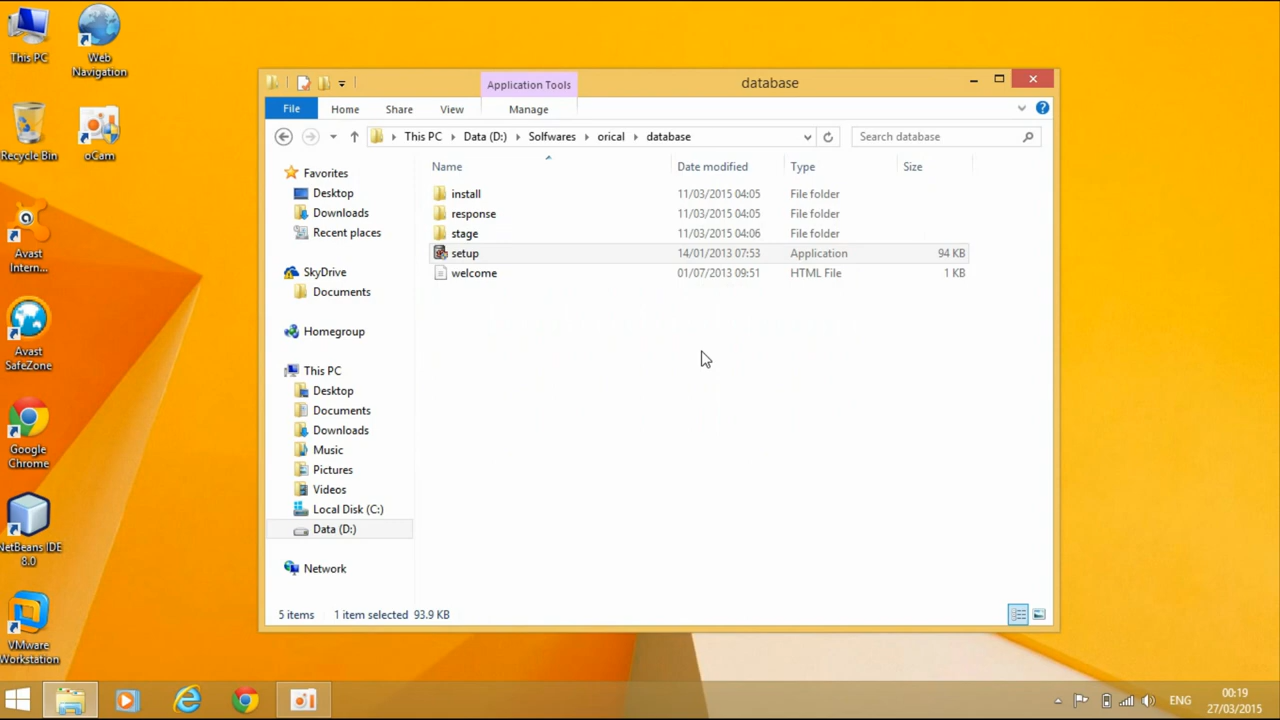 This PC
Web
Navigation
Recycle Bin
oCam
Avast
Intern...
Avast
SafeZone
Google
Chrome
NetBeans IDE
8.0
VMware
Workstation
Application Tools
database
File
Home
Share
View
Manage
This PC
Data (D:)
Solfwares
orical
database
Search database
Name
Date modified
Type
Size
Favorites
Desktop
Downloads
Recent places
SkyDrive
Documents
Homegroup
This PC
Desktop
Documents
Downloads
Music
Pictures
Videos
Local Disk (C:)
Data (D:)
Network
install 11/03/2015 04:05 File folder
response 11/03/2015 04:05 File folder
stage 11/03/2015 04:06 File folder
setup 14/01/2013 07:53 Application 94 KB
welcome 01/07/2013 09:51 HTML File 1 KB
5 items 1 item selected 93.9 KB
ENG
00:19
27/03/2015